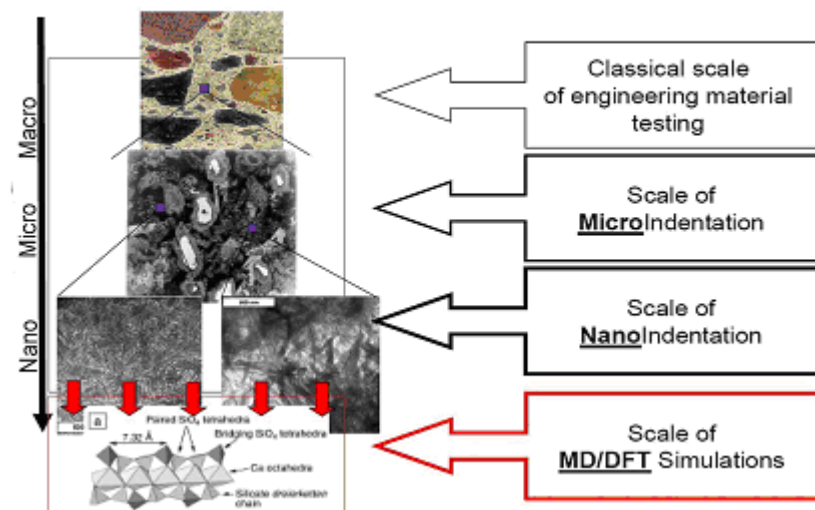 Macro
Micro
Nano
Classical scale
of engineering material
testing
Scale of
MicroIndentation
Scale of
NanoIndentation
Scale of
MD/DFT Simulations
a
Paired SiO₄ tetrahedra
7.32 Å
Bridging SiO₄ tetrahedra
Ca octahedra
Silicate dreierketten
chain